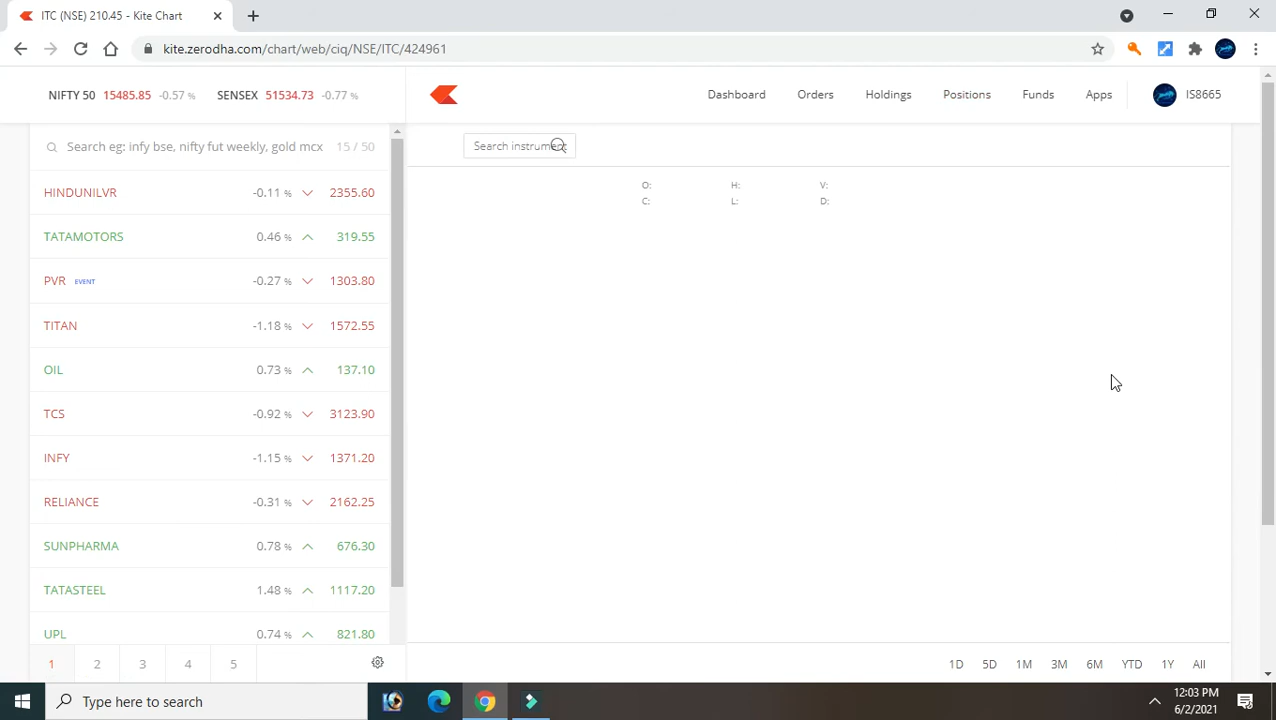 ITC (NSE) 210.45 - Kite Chart
kite.zerodha.com/chart/web/ciq/NSE/ITC/424961
NIFTY 50 15485.85 -0.57 % SENSEX 51534.73 -0.77 %
Dashboard Orders Holdings Positions Funds Apps IS8665
Search eg: infy bse, nifty fut weekly, gold mcx 15 / 50
Search instrument
HINDUNILVR -0.11 % 2355.60
O: H: V:
C: L: D:
TATAMOTORS 0.46 % 319.55
PVR EVENT -0.27 % 1303.80
TITAN -1.18 % 1572.55
OIL 0.73 % 137.10
TCS -0.92 % 3123.90
INFY -1.15 % 1371.20
RELIANCE -0.31 % 2162.25
SUNPHARMA 0.78 % 676.30
TATASTEEL 1.48 % 1117.20
UPL 0.74 % 821.80
1 2 3 4 5
1D 5D 1M 3M 6M YTD 1Y All
Type here to search
12:03 PM
6/2/2021